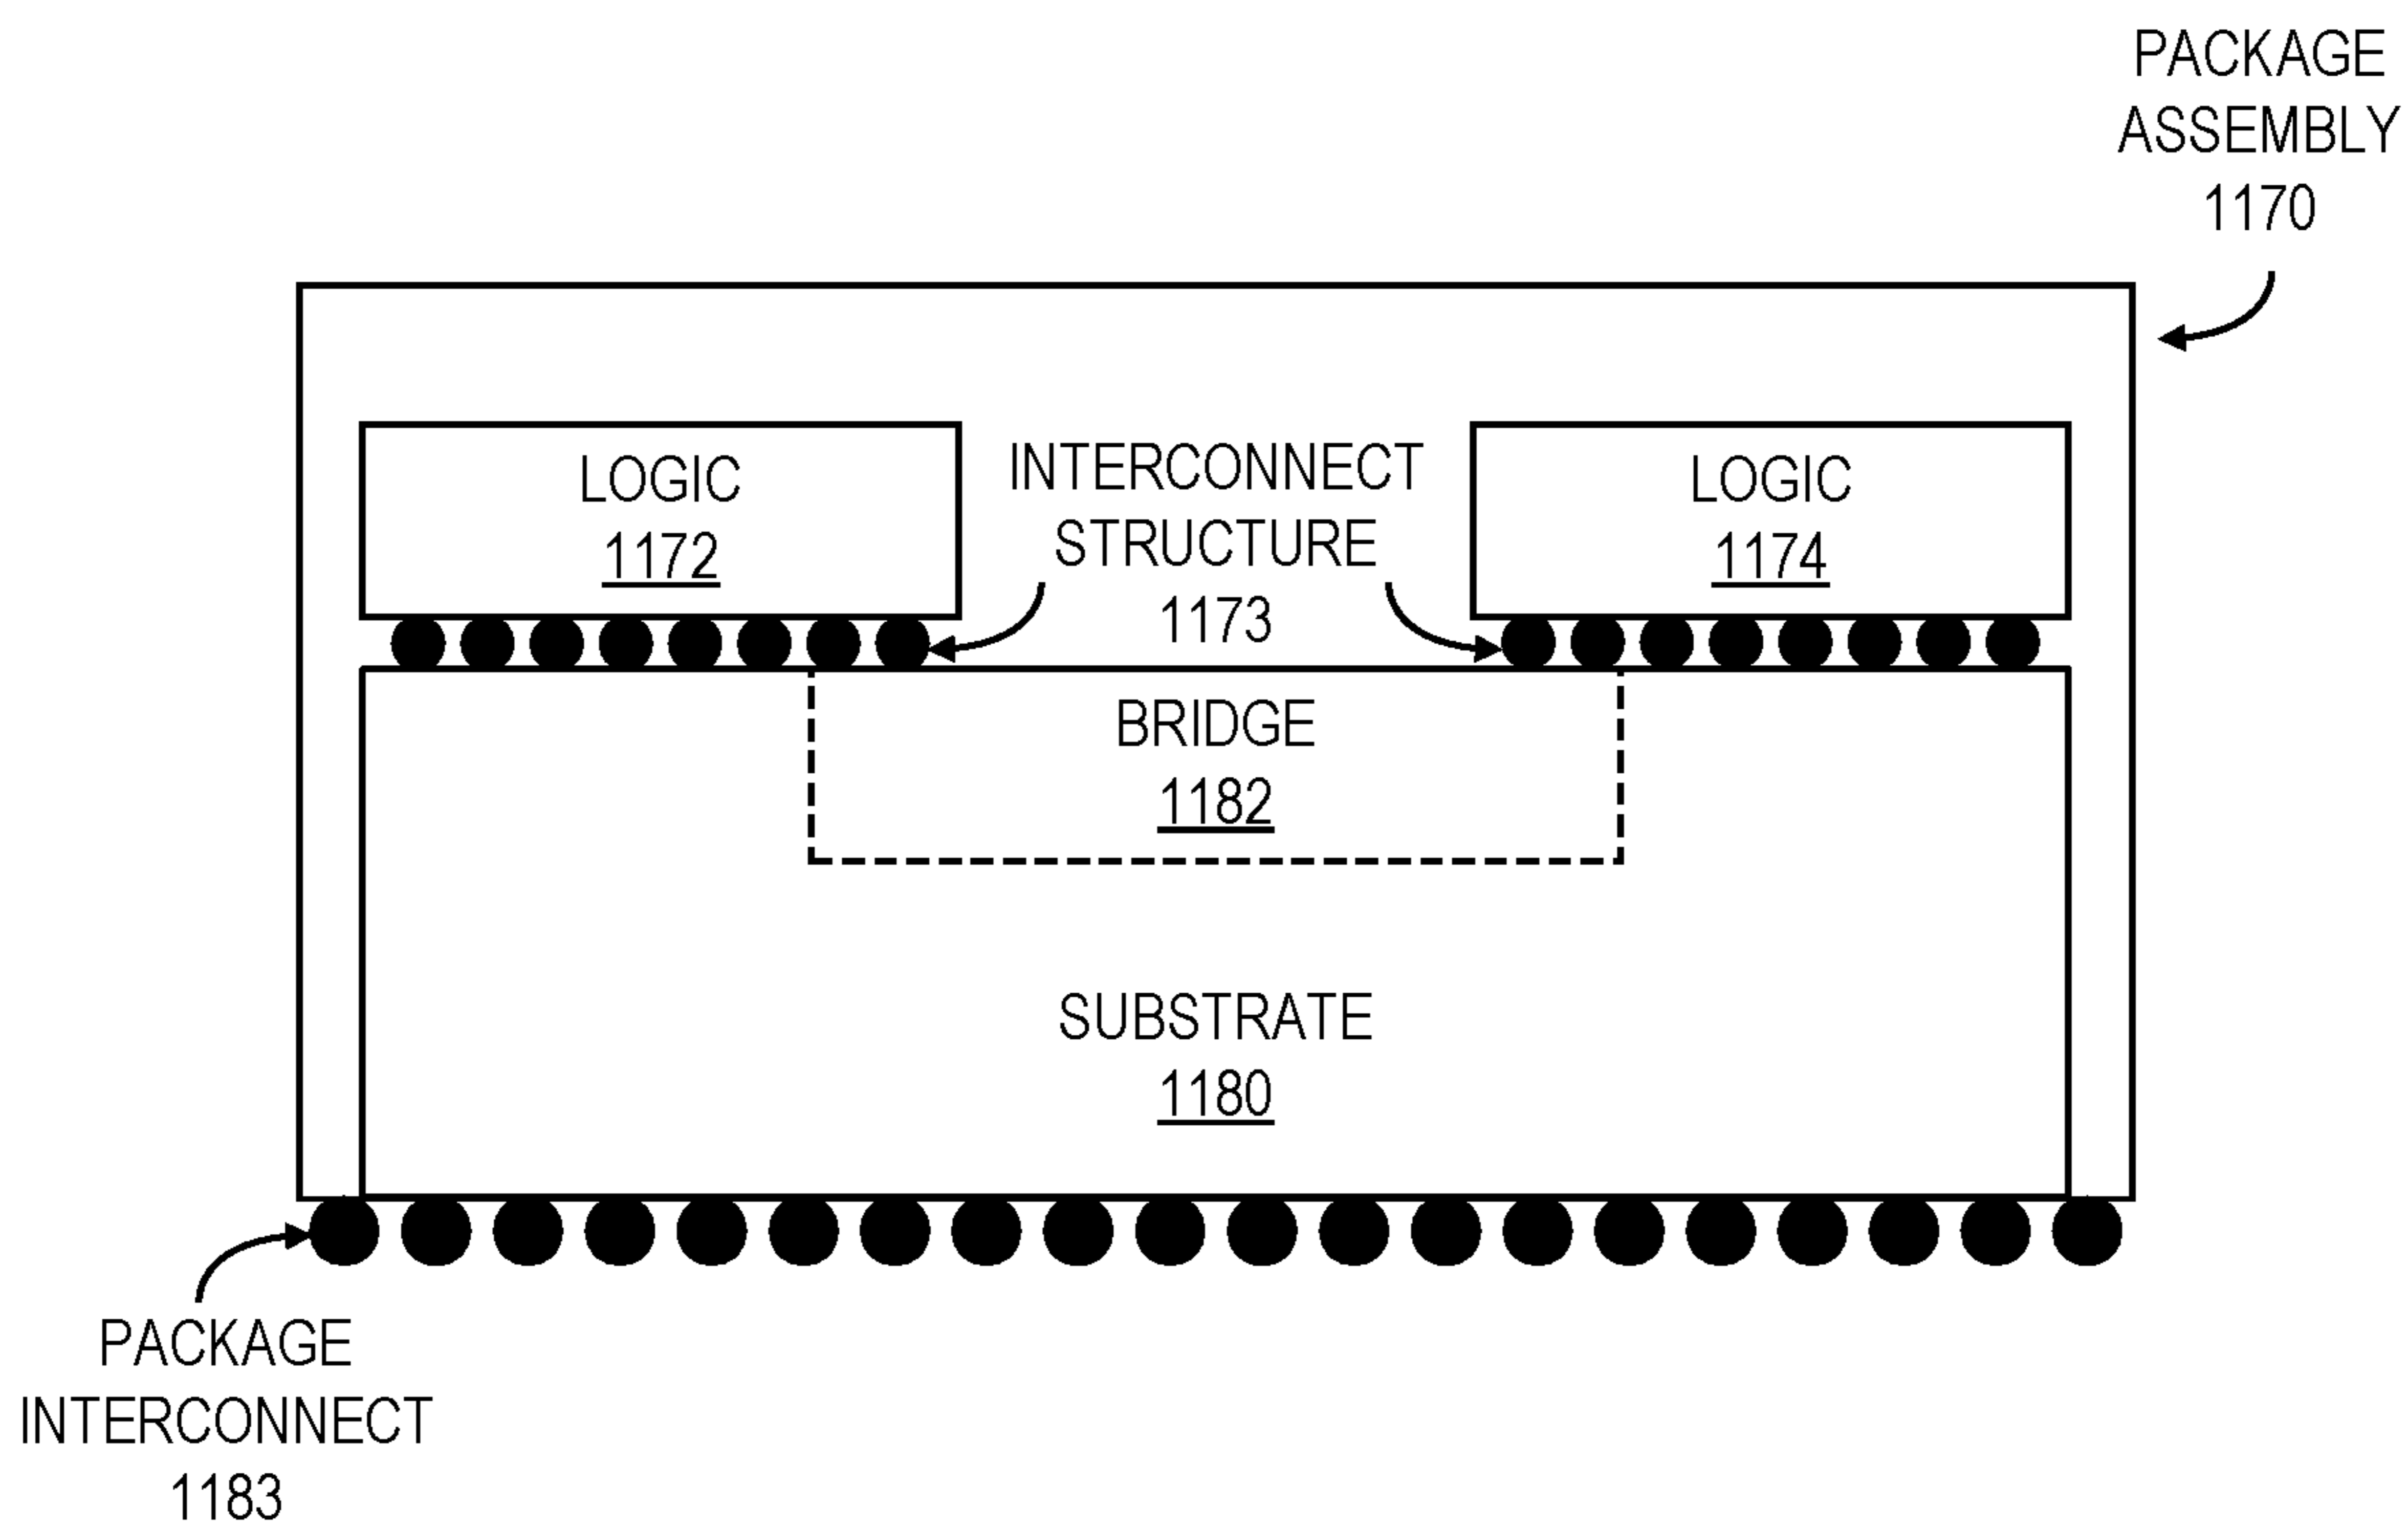 PACKAGE
ASSEMBLY
1170
LOGIC
1172
INTERCONNECT
STRUCTURE
1173
LOGIC
1174
BRIDGE
1182
SUBSTRATE
1180
PACKAGE
INTERCONNECT
1183